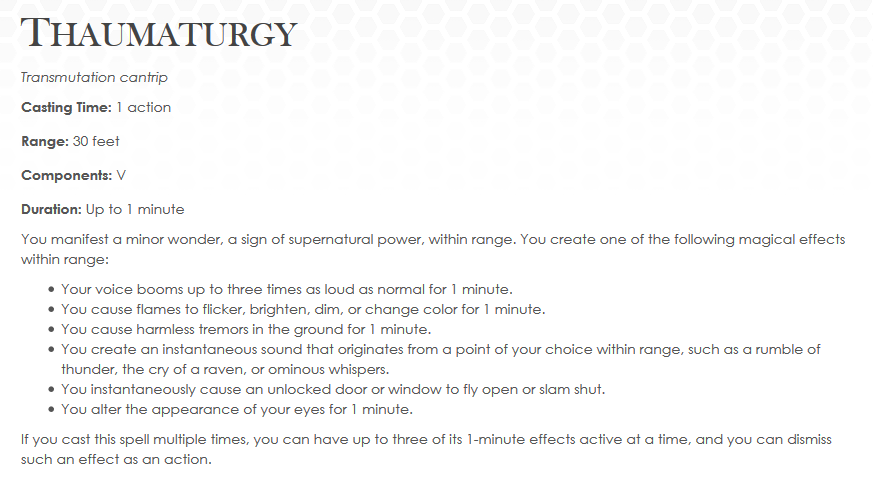 THAUMATURGY
Transmutation cantrip
Casting Time: 1 action
Range: 30 feet
Components: V
Duration: Up to 1 minute
You manifest a minor wonder, a sign of supernatural power, within range. You create one of the following magical effects
within range:
• Your voice booms up to three times as loud as normal for 1 minute.
• You cause flames to flicker, brighten, dim, or change color for 1 minute.
• You cause harmless tremors in the ground for 1 minute.
• You create an instantaneous sound that originates from a point of your choice within range, such as a rumble of
thunder, the cry of a raven, or ominous whispers.
• You instantaneously cause an unlocked door or window to fly open or slam shut.
• You alter the appearance of your eyes for 1 minute.
If you cast this spell multiple times, you can have up to three of its 1-minute effects active at a time, and you can dismiss
such an effect as an action.